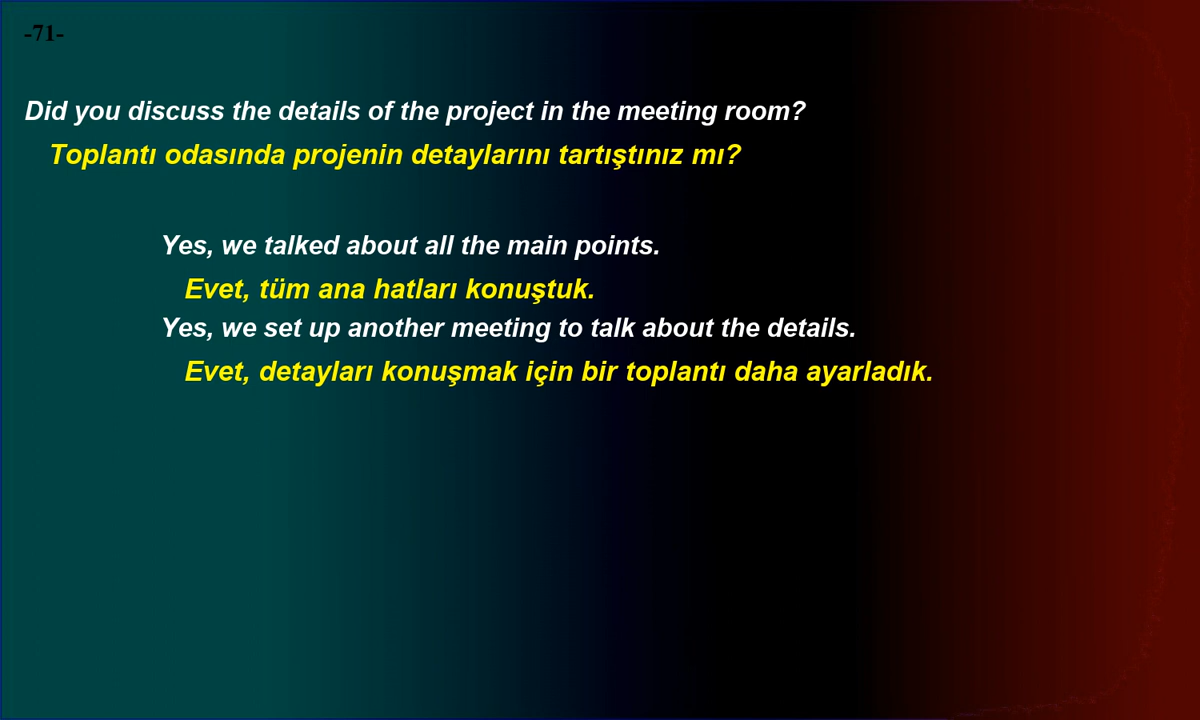 -71-
Did you discuss the details of the project in the meeting room?
Toplantı odasında projenin detaylarını tartıştınız mı?
Yes, we talked about all the main points.
Evet, tüm ana hatları konuştuk.
Yes, we set up another meeting to talk about the details.
Evet, detayları konuşmak için bir toplantı daha ayarladık.